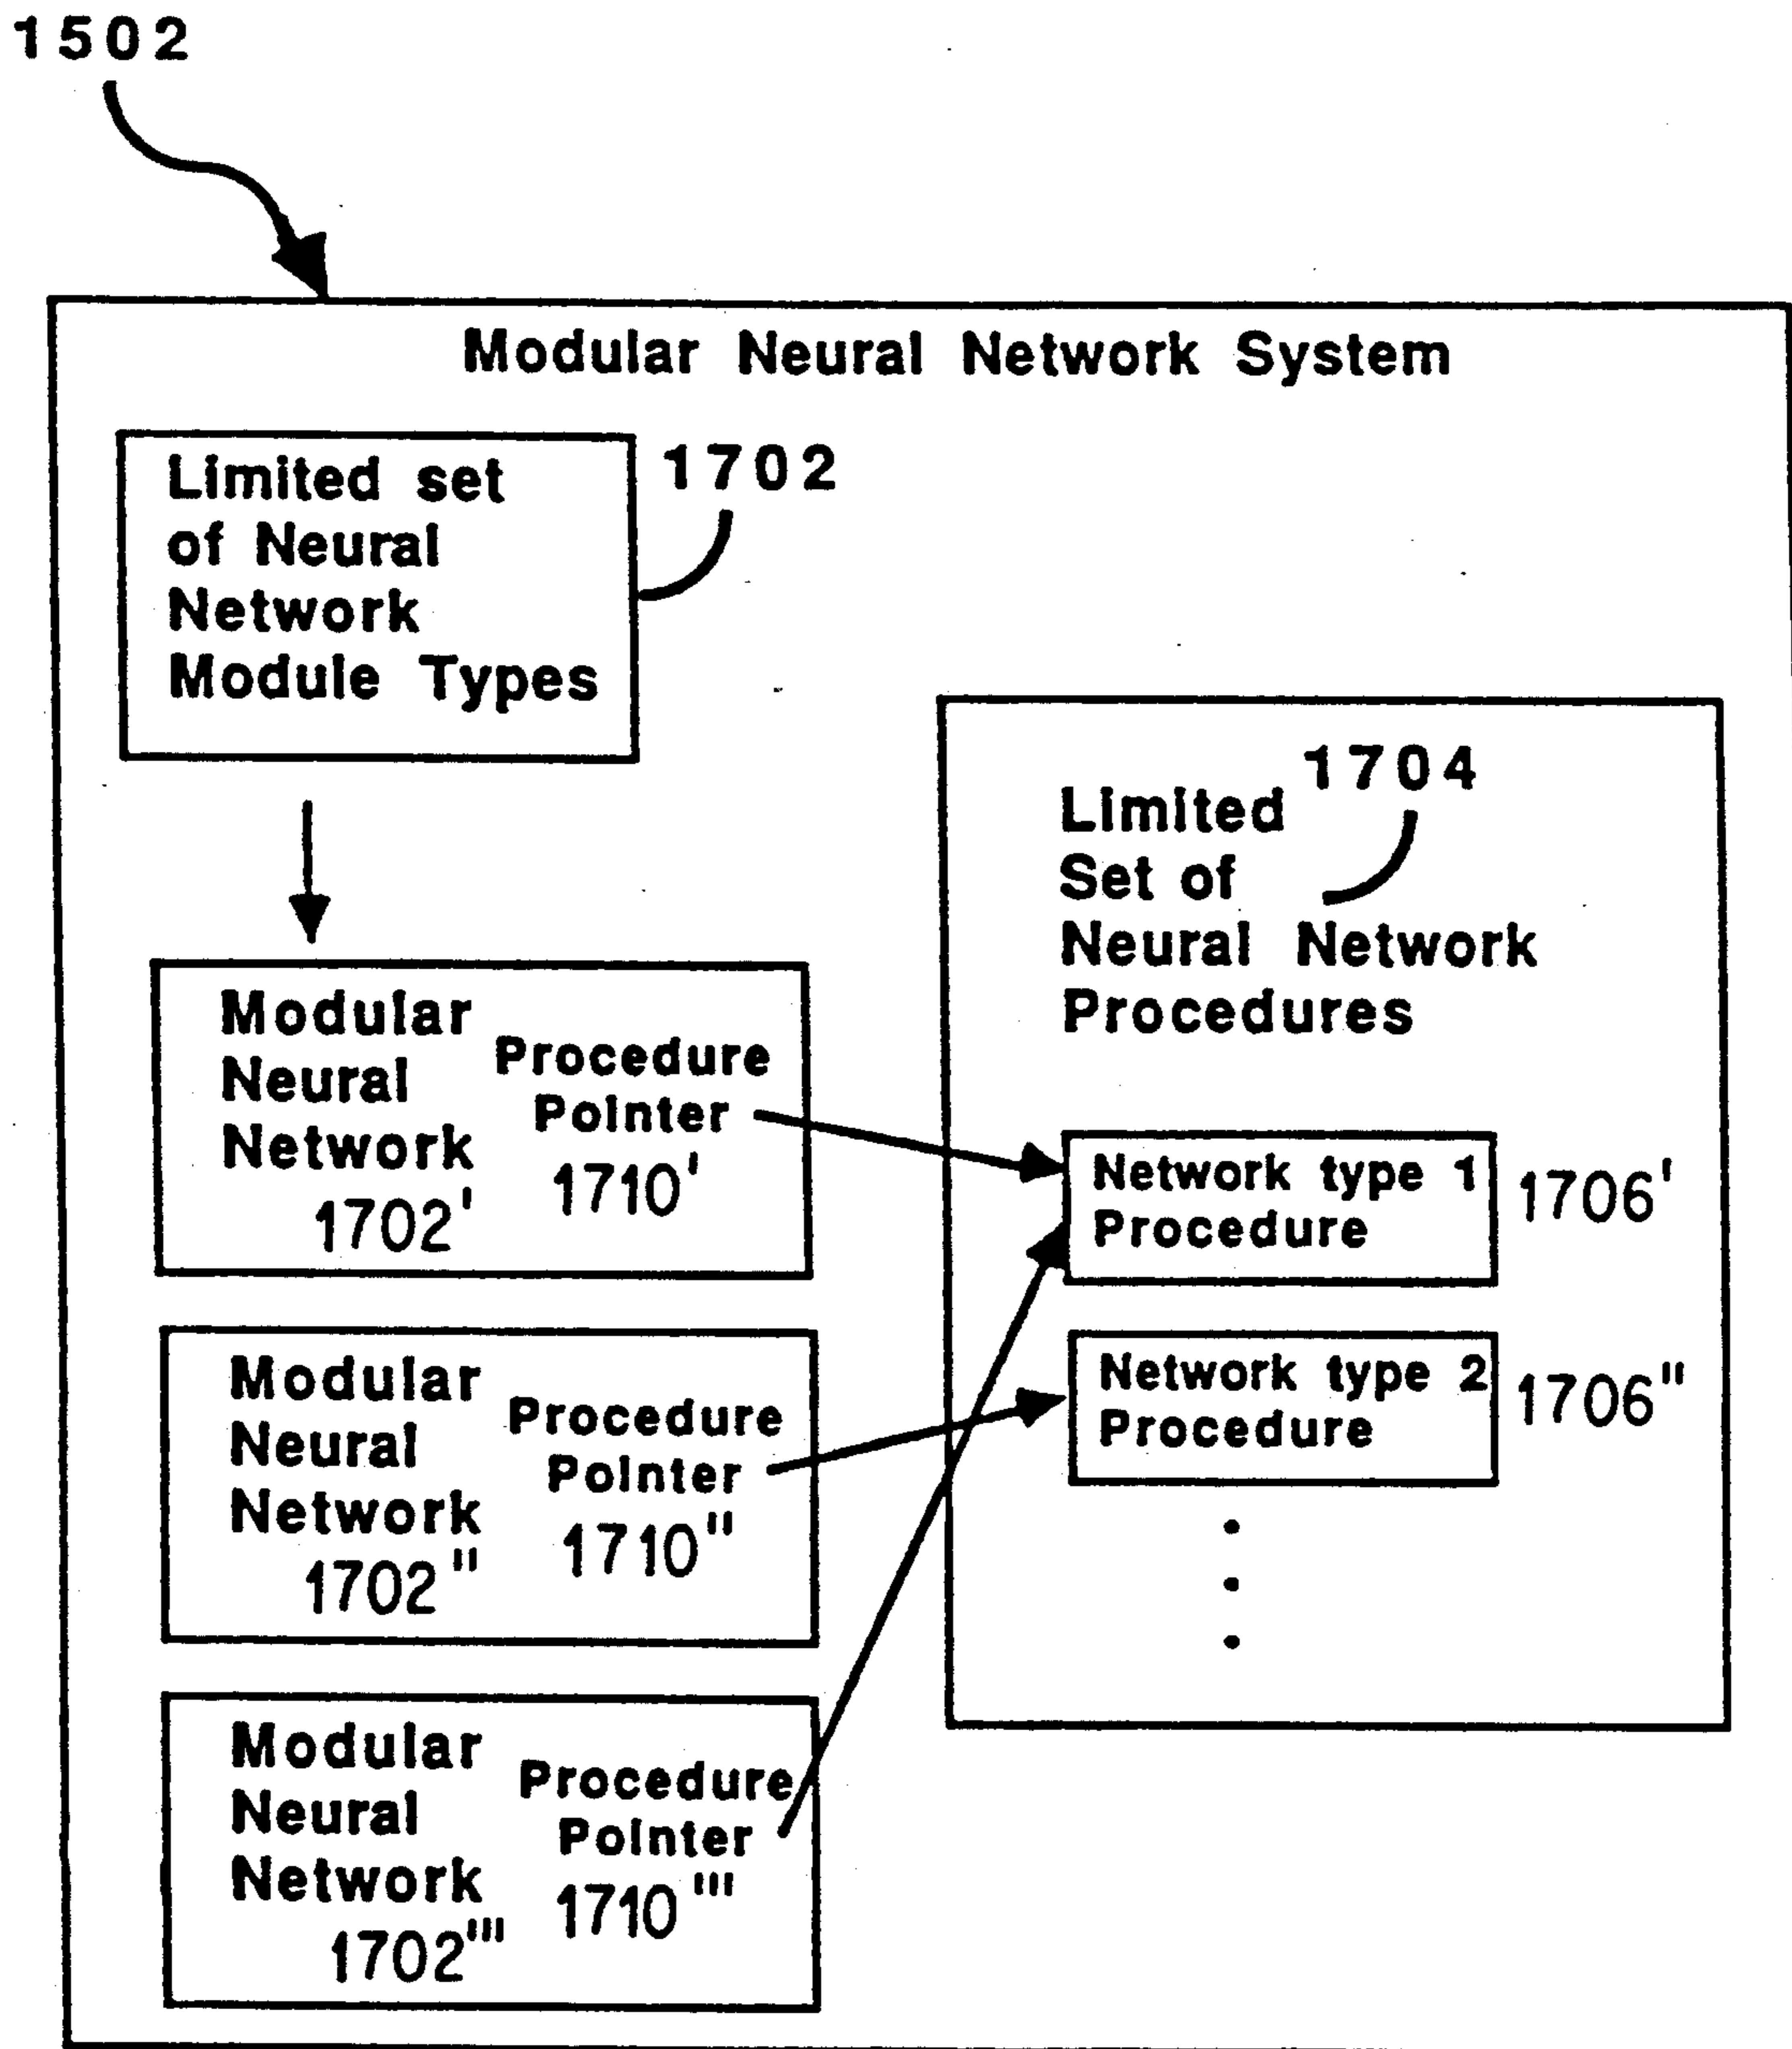 1502
Modular Neural Network System
Limited set
of Neural
Network
Module Types
1702
1704
Limited
Set of
Neural Network
Procedures
Modular
Neural
Network
1702'
Procedure
Pointer
1710'
Network type 1
Procedure
1706'
Modular
Neural
Network
1702"
Procedure
Pointer
1710"
Network type 2
Procedure
1706"
Modular
Neural
Network
1702'''
Procedure
Pointer
1710'''